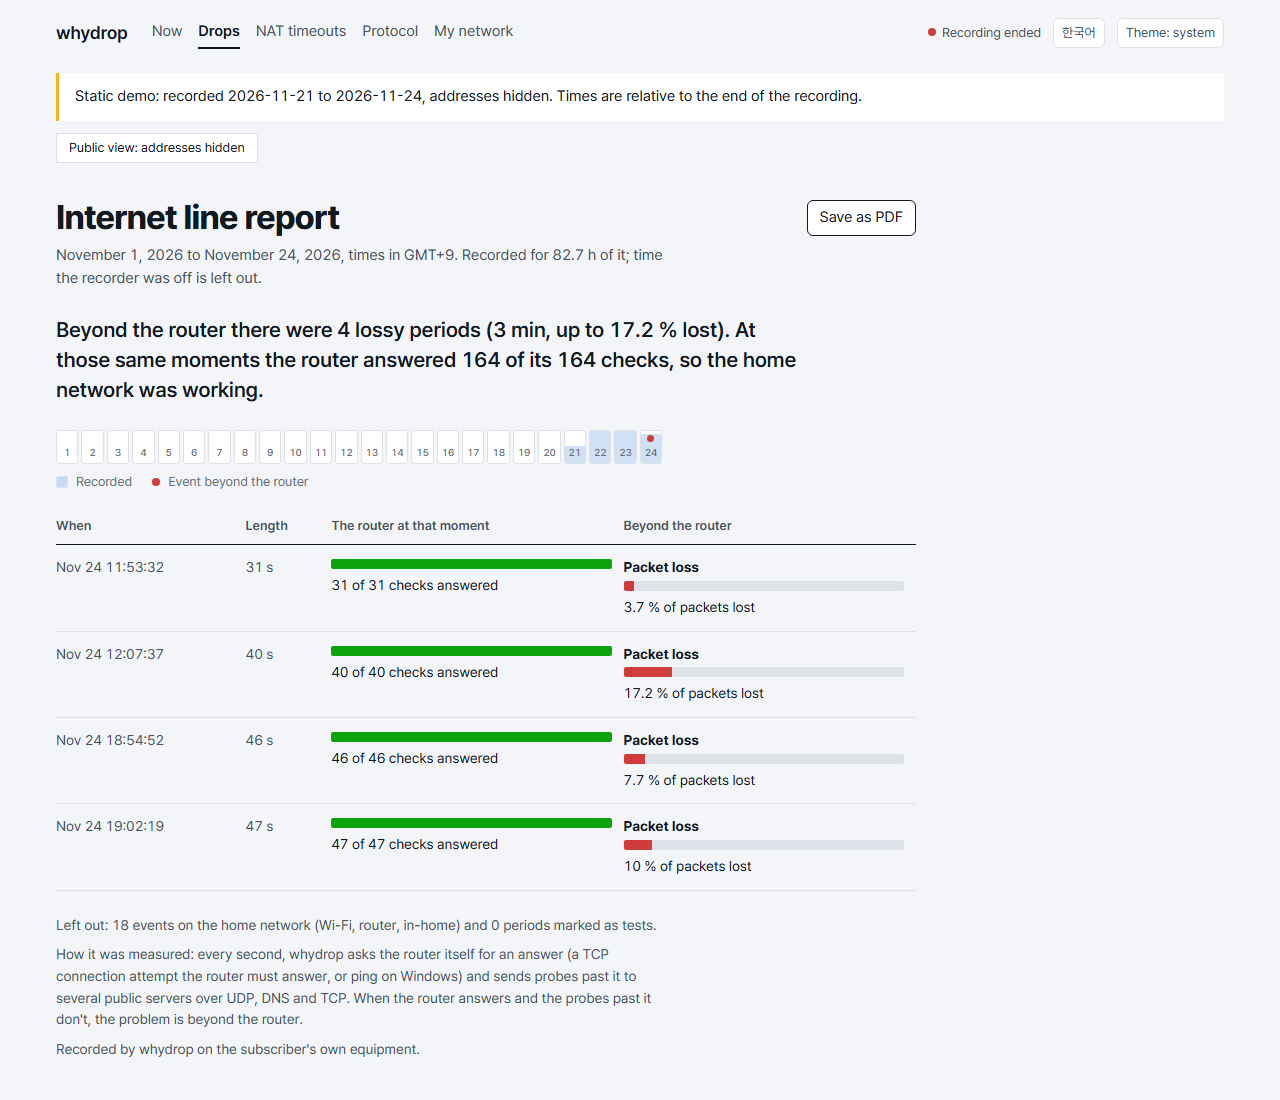 whydrop
Now
Drops
NAT timeouts
Protocol
My network
Recording ended
한국어
Theme: system
Static demo: recorded 2026-11-21 to 2026-11-24, addresses hidden. Times are relative to the end of the recording.
Public view: addresses hidden
Internet line report
Save as PDF
November 1, 2026 to November 24, 2026, times in GMT+9. Recorded for 82.7 h of it; time
the recorder was off is left out.
Beyond the router there were 4 lossy periods (3 min, up to 17.2 % lost). At
those same moments the router answered 164 of its 164 checks, so the home
network was working.
1 2 3 4 5 6 7 8 9 10 11 12 13 14 15 16 17 18 19 20 21 22 23 24
Recorded
Event beyond the router
When Length The router at that moment Beyond the router
Nov 24 11:53:32 31 s Packet loss
31 of 31 checks answered
3.7 % of packets lost
Nov 24 12:07:37 40 s Packet loss
40 of 40 checks answered
17.2 % of packets lost
Nov 24 18:54:52 46 s Packet loss
46 of 46 checks answered
7.7 % of packets lost
Nov 24 19:02:19 47 s Packet loss
47 of 47 checks answered
10 % of packets lost
Left out: 18 events on the home network (Wi-Fi, router, in-home) and 0 periods marked as tests.
How it was measured: every second, whydrop asks the router itself for an answer (a TCP
connection attempt the router must answer, or ping on Windows) and sends probes past it to
several public servers over UDP, DNS and TCP. When the router answers and the probes past it
don't, the problem is beyond the router.
Recorded by whydrop on the subscriber's own equipment.